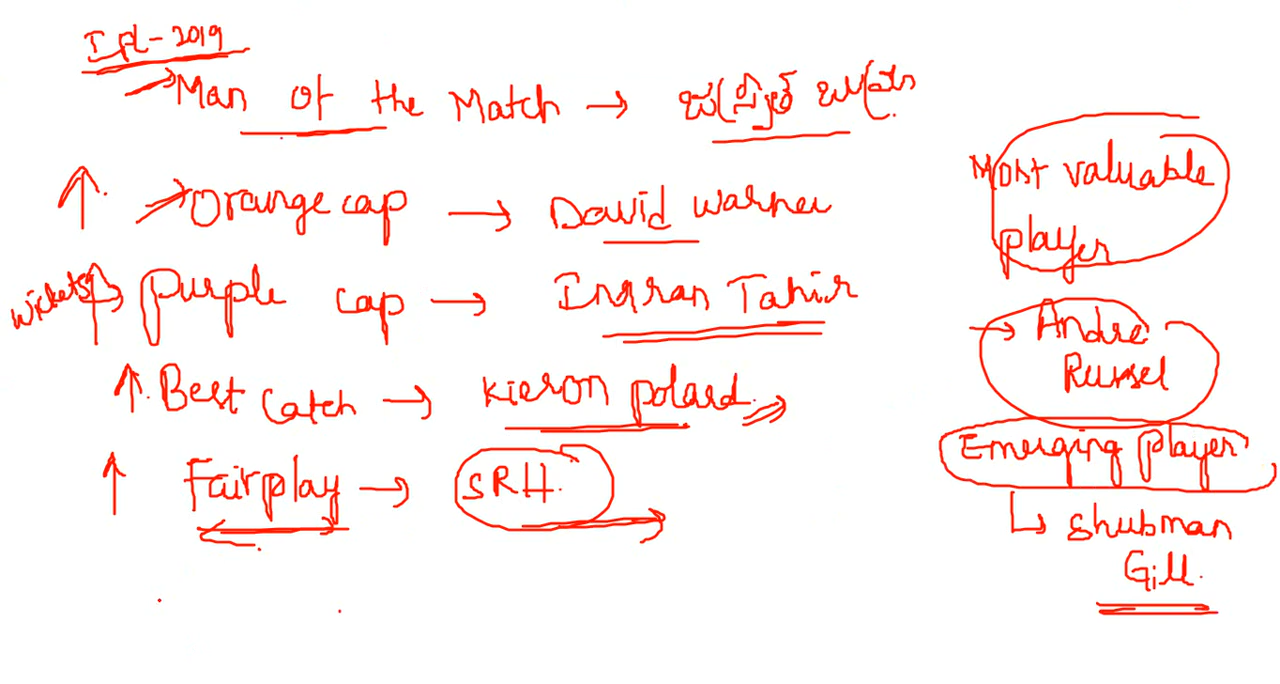 Ipl-2019
→ Man of the Match →
↑ → Orange cap → David warner
wickets ↑ → Purple cap → Imran Tahir
↑ Best catch → Kieron polard
↑ Fairplay → SRH.
Most valuable
player
→ Andre
Russel
Emerging player
↳ shubman
Gill.